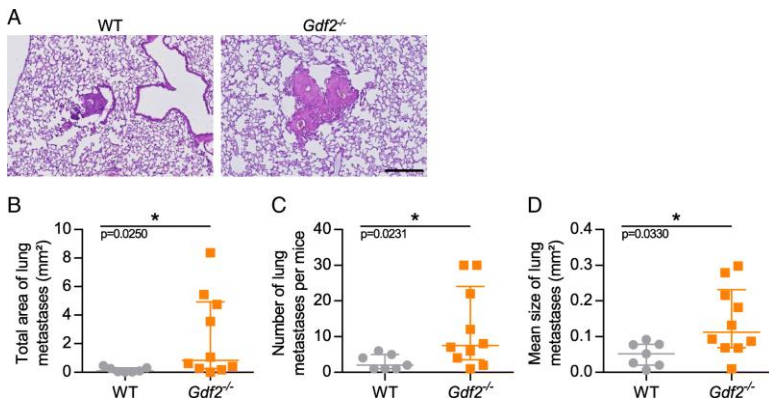 A
WT
Gdf2-/-
B
Total area of lung
metastases (mm²)
10
8
6
4
2
0
*
p=0.0250
WT
Gdf2-/-
C
Number of lung
metastases per mice
40
30
20
10
0
*
p=0.0231
WT
Gdf2-/-
D
Mean size of lung
metastases (mm²)
0.4
0.3
0.2
0.1
0.0
*
p=0.0330
WT
Gdf2-/-